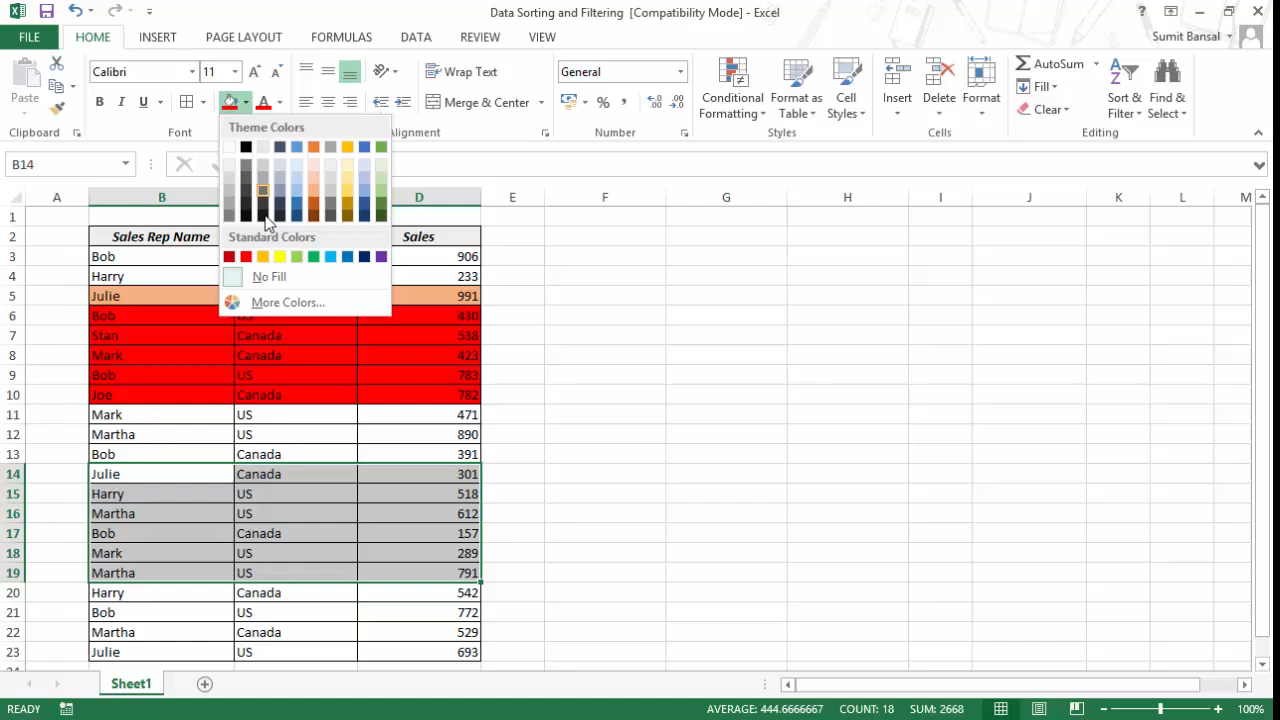 Data Sorting and Filtering [Compatibility Mode] - Excel
FILE HOME INSERT PAGE LAYOUT FORMULAS DATA REVIEW VIEW Sumit Bansal
Calibri 11 Wrap Text General AutoSum
Paste Fill
B I U A Merge & Center % , Conditional Formatting Format as Table Cell Styles Insert Delete Format Clear Sort & Filter Find & Select
Clipboard Font Alignment Number Styles Cells Editing
Theme Colors
B14
A B D E F G H I J K L M
Standard Colors
No Fill
More Colors...
1
2 Sales Rep Name Sales
3 Bob 906
4 Harry 233
5 Julie 991
6 Bob US 430
7 Stan Canada 538
8 Mark Canada 423
9 Bob US 783
10 Joe Canada 782
11 Mark US 471
12 Martha US 890
13 Bob Canada 391
14 Julie Canada 301
15 Harry US 518
16 Martha US 612
17 Bob Canada 157
18 Mark US 289
19 Martha US 791
20 Harry Canada 542
21 Bob US 772
22 Martha Canada 529
23 Julie US 693
Sheet1
READY AVERAGE: 444.6666667 COUNT: 18 SUM: 2668 100%